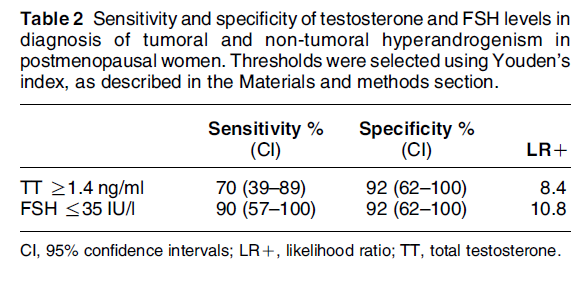 Table 2 Sensitivity and specificity of testosterone and FSH levels in
diagnosis of tumoral and non-tumoral hyperandrogenism in
postmenopausal women. Thresholds were selected using Youden's
index, as described in the Materials and methods section.
Sensitivity % Specificity %
(CI) (CI) LR+
TT ≥1.4 ng/ml 70 (39–89) 92 (62–100) 8.4
FSH ≤35 IU/l 90 (57–100) 92 (62–100) 10.8
CI, 95% confidence intervals; LR+, likelihood ratio; TT, total testosterone.